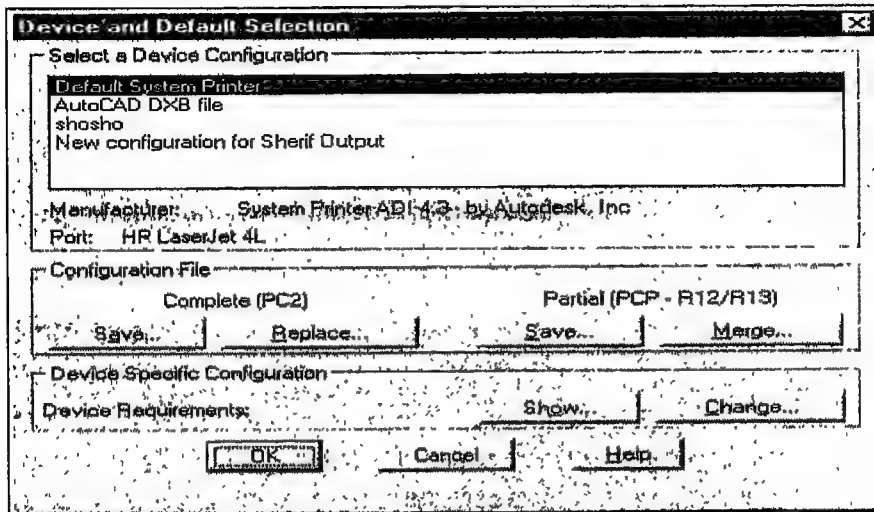 Device and Default Selection
Select a Device Configuration
Default System Printer
AutoCAD DXB file
shosho
New configuration for Sherif Output
Manufacturer: System Printer ADI 4.3 - by Autodesk, Inc
Port: HP LaserJet 4L
Configuration File
Complete (PC2) Partial (PCP - R12/R13)
Save... Replace... Save... Merge...
Device Specific Configuration
Device Requirements: Show... Change...
OK Cancel Help